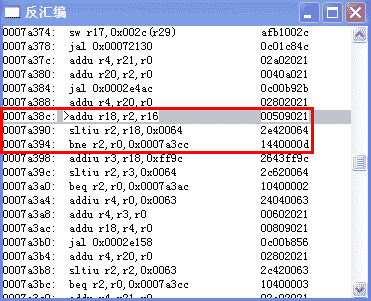 反汇编
0007a374: sw r17,0x002c(r29) afb1002c
0007a378: jal 0x00072130 0c01c84c
0007a37c: addu r4,r21,r0 02a02021
0007a380: addu r20,r2,r0 0040a021
0007a384: jal 0x0002e4ac 0c00b92b
0007a388: addu r4,r20,r0 02802021
0007a38c: >addu r18,r2,r16 00509021
0007a390: sltiu r2,r18,0x0064 2e420064
0007a394: bne r2,r0,0x0007a3cc 1440000d
0007a398: addiu r3,r18,0xff9c 2643ff9c
0007a39c: sltiu r2,r3,0x0064 2c620064
0007a3a0: beq r2,r0,0x0007a3ac 10400002
0007a3a4: addiu r4,r0,0x0063 24040063
0007a3a8: addu r4,r3,r0 00602021
0007a3ac: addu r18,r4,r0 00809021
0007a3b0: jal 0x0002e158 0c00b856
0007a3b4: addu r4,r20,r0 02802021
0007a3b8: sltiu r2,r2,0x0063 2c420063
0007a3bc: beq r2,r0,0x0007a3cc 10400003